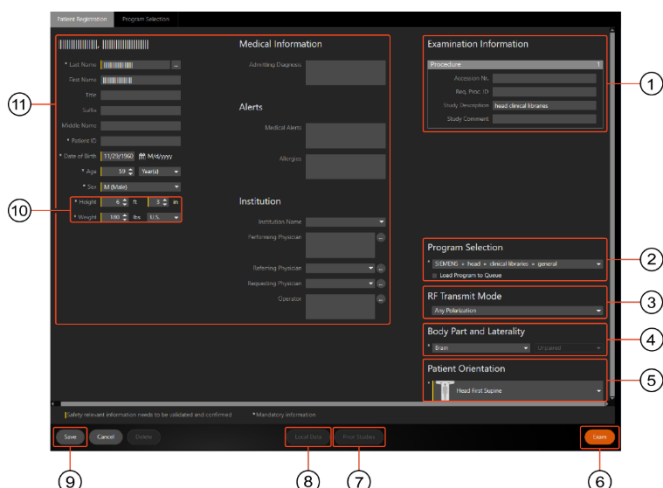 Patient Registration
Program Selection
Medical Information
Examination Information
* Last Name
...
Admitting Diagnosis
Procedure
1
1
First Name
Accession No.
11
Title
Req. Proc. ID
Suffix
Alerts
Study Description
head clinical libraries
Middle Name
Medical Alerts
Study Comment
* Patient ID
* Date of Birth
11/29/1960
M/d/yyyy
Allergies
* Age
59
Year(s)
* Sex
M (Male)
* Height
6
ft
3
in
Institution
10
* Weight
180
lbs.
U.S.
Institution Name
Performing Physician
Program Selection
* SIEMENS » head » clinical libraries » general
2
Load Program to Queue
Referring Physician
RF Transmit Mode
Requesting Physician
Any Polarization
3
Operator
Body Part and Laterality
* Brain
Unpaired
4
Patient Orientation
* Head First Supine
5
Safety relevant information needs to be validated and confirmed
* Mandatory information
Save
Cancel
Delete
Local Data
Prior Studies
Exam
9
8
7
6